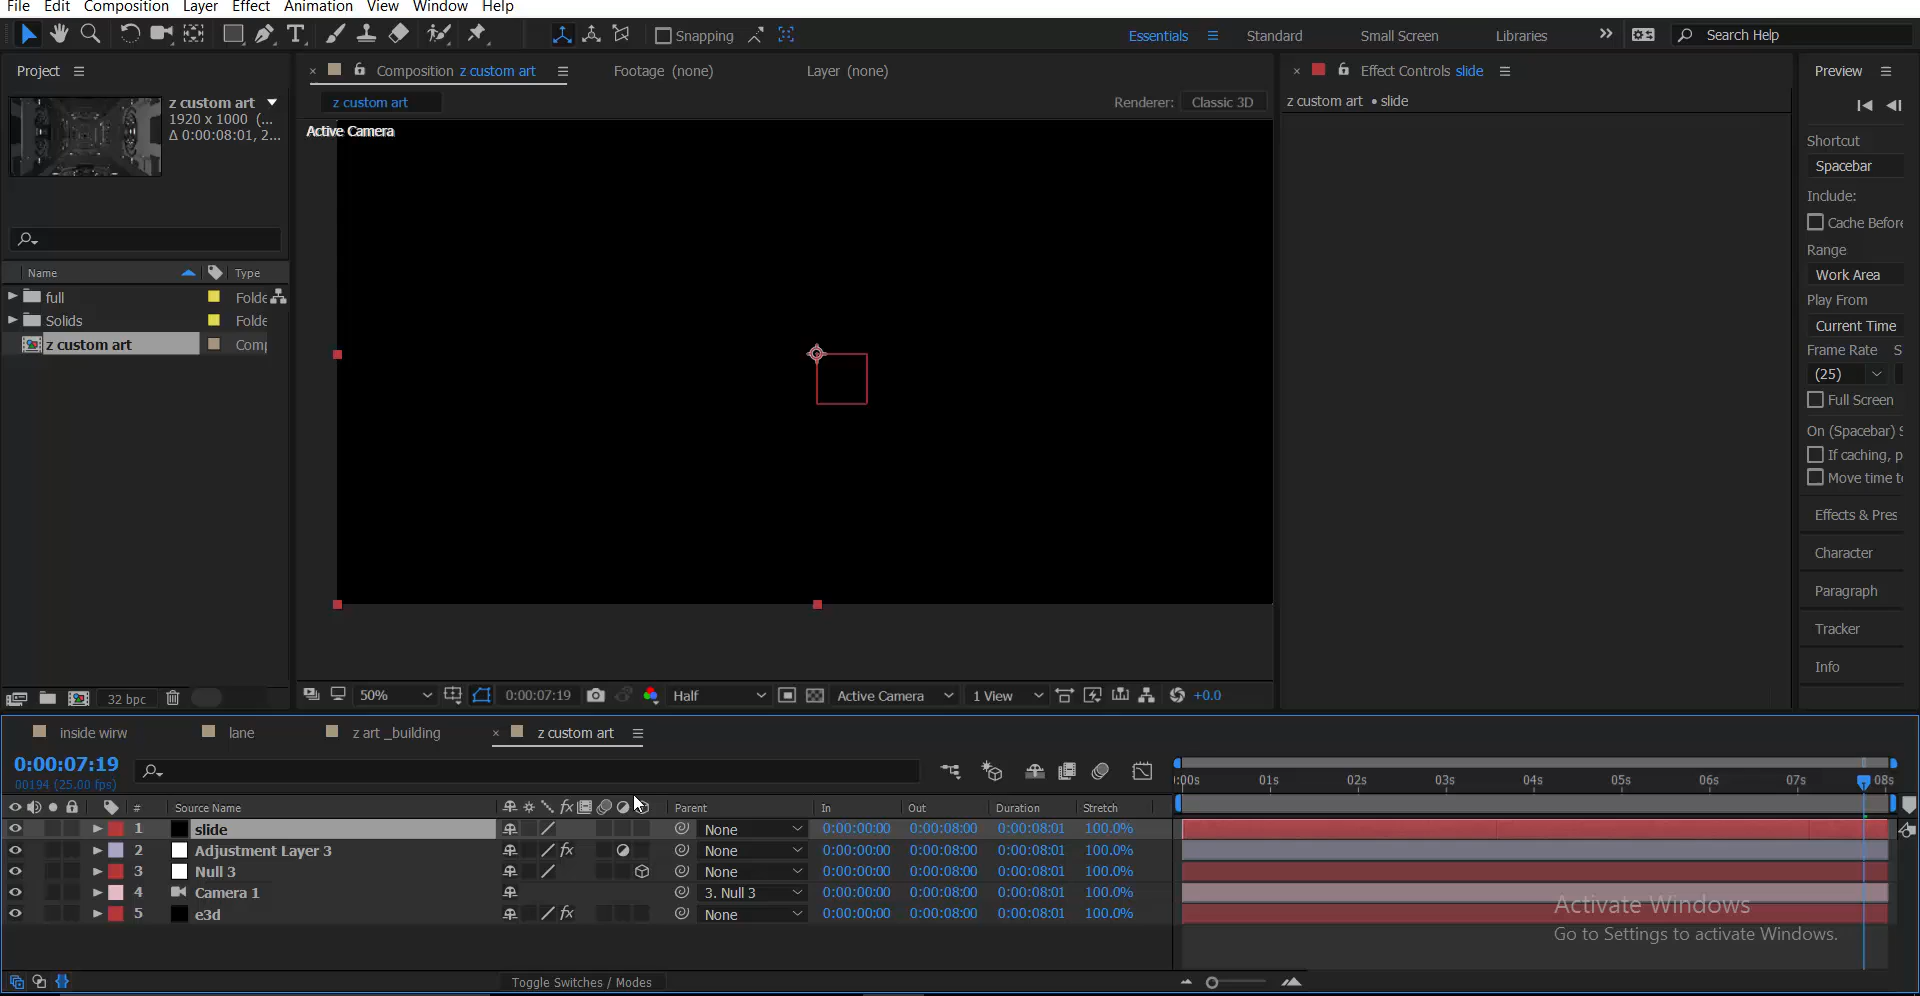 File Edit Composition Layer Effect Animation View Window Help
Snapping Essentials Standard Small Screen Libraries Search Help
Project
z custom art
1920 x 1000 (...
Δ 0:00:08:01, 2...
Name Type
full Folde
Solids Folde
z custom art Comp
32 bpc
Composition z custom art Footage (none) Layer (none)
z custom art Renderer: Classic 3D
Active Camera
50% 0:00:07:19 Half Active Camera 1 View +0.0
Effect Controls slide
z custom art • slide
Preview
Shortcut
Spacebar
Include:
Cache Before
Range
Work Area
Play From
Current Time
Frame Rate S
(25)
Full Screen
On (Spacebar) S
If caching, p
Move time t
Effects & Pres
Character
Paragraph
Tracker
Info
inside wirw lane z art _building z custom art
0:00:07:19
00194 (25.00 fps)
:00s 01s 02s 03s 04s 05s 06s 07s 08s
# Source Name fx Parent In Out Duration Stretch
1 slide None 0:00:00:00 0:00:08:00 0:00:08:01 100.0%
2 Adjustment Layer 3 fx None 0:00:00:00 0:00:08:00 0:00:08:01 100.0%
3 Null 3 None 0:00:00:00 0:00:08:00 0:00:08:01 100.0%
4 Camera 1 3. Null 3 0:00:00:00 0:00:08:00 0:00:08:01 100.0%
5 e3d fx None 0:00:00:00 0:00:08:00 0:00:08:01 100.0%
Activate Windows
Go to Settings to activate Windows.
Toggle Switches / Modes